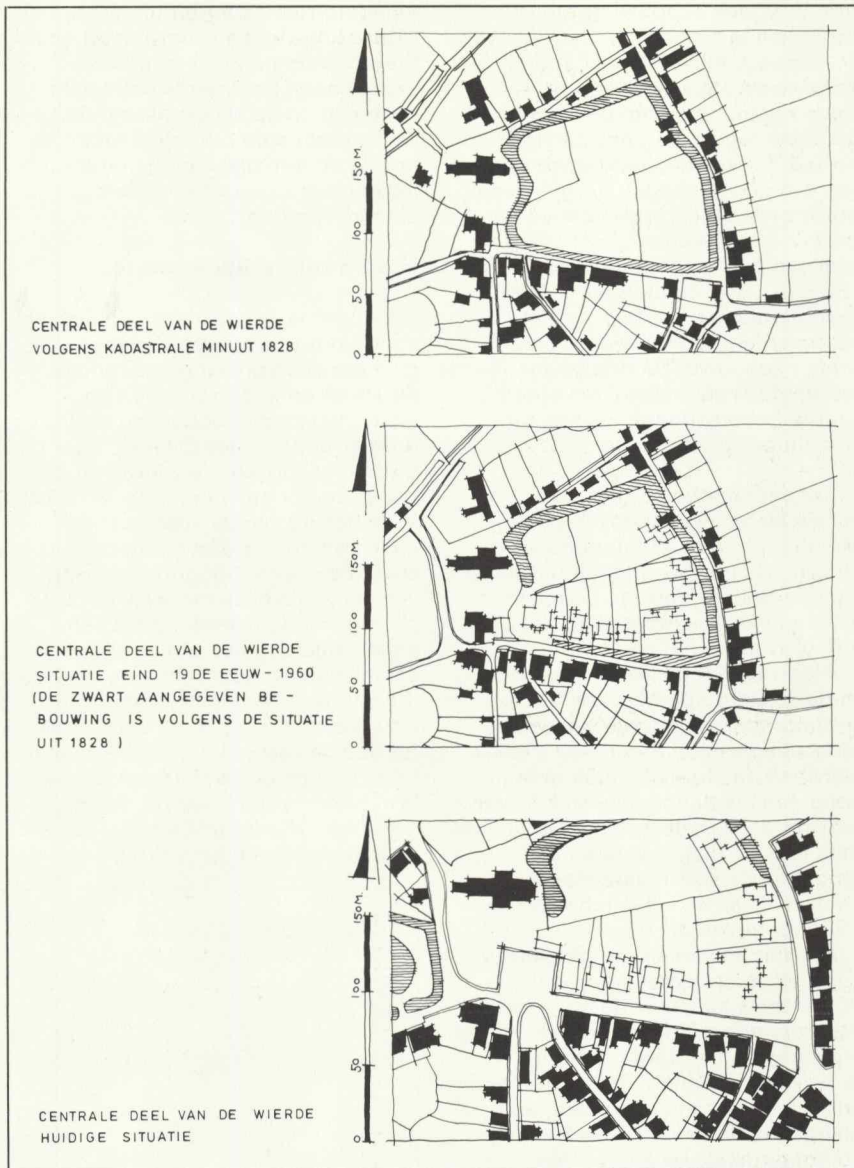 150M.
100
50
0
CENTRALE DEEL VAN DE WIERDE
VOLGENS KADASTRALE MINUUT 1828
150M.
100
50
0
CENTRALE DEEL VAN DE WIERDE
SITUATIE EIND 19DE EEUW - 1960
(DE ZWART AANGEGEVEN BE -
BOUWING IS VOLGENS DE SITUATIE
UIT 1828 )
150M.
100
50
0
CENTRALE DEEL VAN DE WIERDE
HUIDIGE SITUATIE